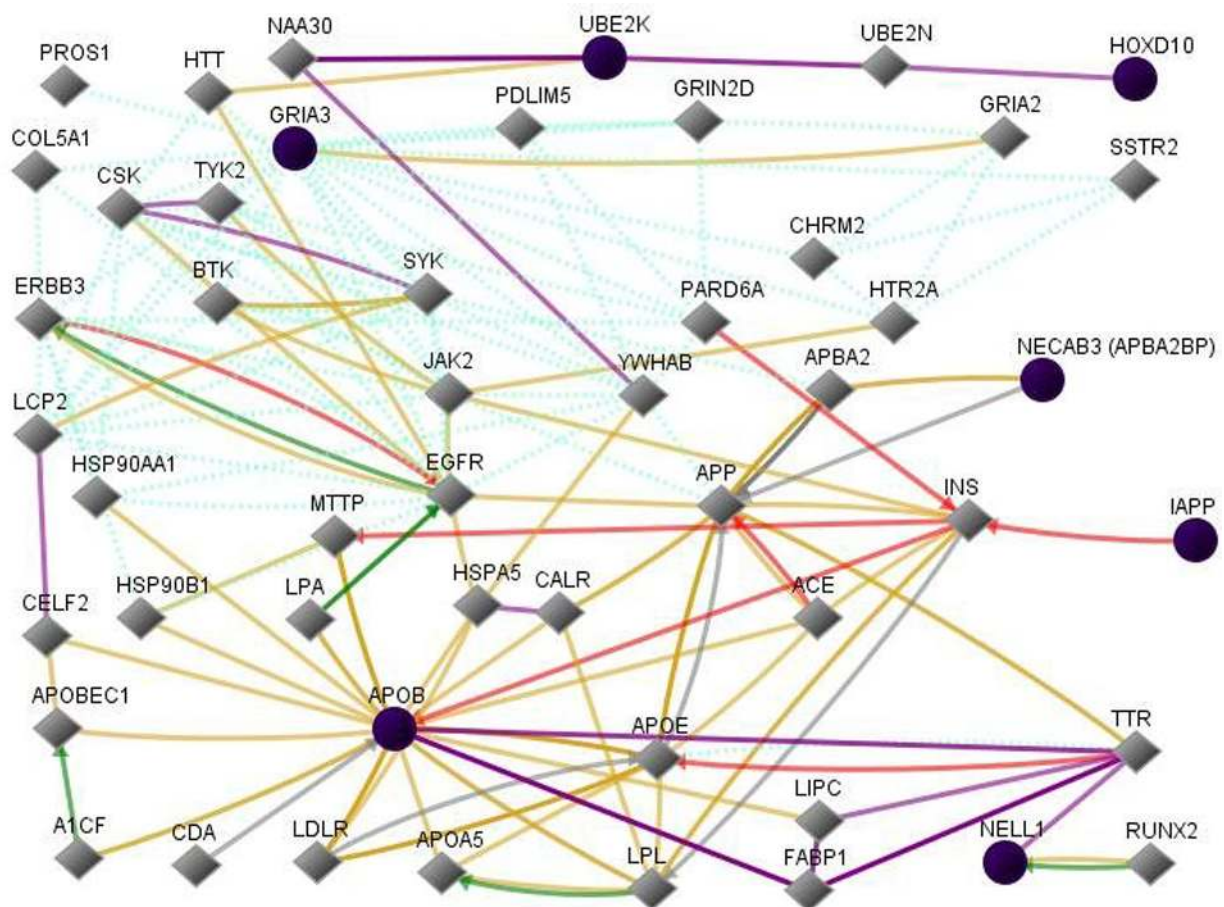 NAA30
UBE2K
UBE2N
HOXD10
PROS1
HTT
PDLIM5
GRIN2D
GRIA2
GRIA3
COL5A1
CSK
TYK2
SSTR2
CHRM2
ERBB3
BTK
SYK
PARD6A
HTR2A
JAK2
YWHAB
APBA2
NECAB3 (APBA2BP)
LCP2
HSP90AA1
EGFR
APP
INS
IAPP
MTTP
HSP90B1
LPA
HSPA5
CALR
ACE
CELF2
APOBEC1
APOB
APOE
TTR
LIPC
A1CF
CDA
LDLR
APOA5
LPL
FABP1
NELL1
RUNX2